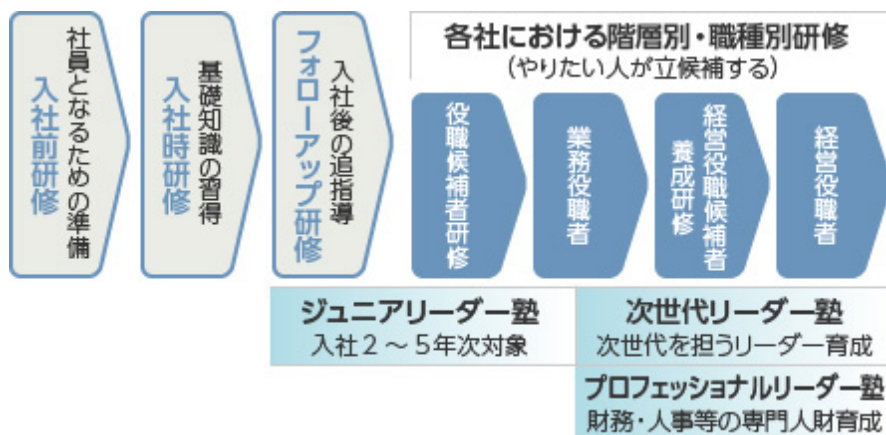 社員となるための準備
入社前研修
基礎知識の習得
入社時研修
入社後の追指導
フォローアップ研修
各社における階層別・職種別研修
(やりたい人が立候補する)
役職候補者研修
業務役職者
経営役職候補者
養成研修
経営役職者
ジュニアリーダー塾
入社2～5年次対象
次世代リーダー塾
次世代を担うリーダー育成
プロフェッショナルリーダー塾
財務・人事等の専門人財育成